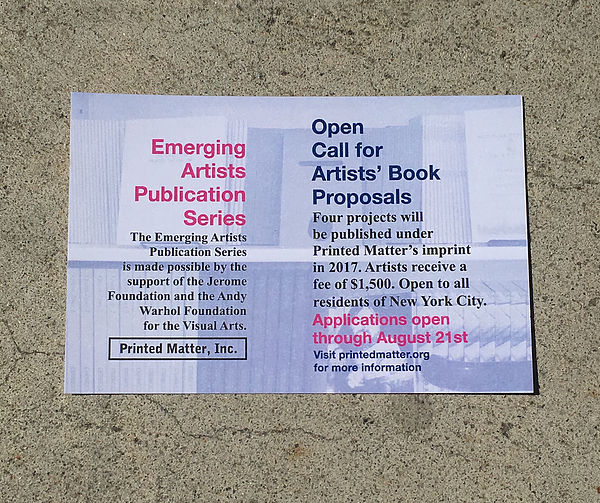 Emerging
Artists
Publication
Series
The Emerging Artists
Publication Series
is made possible by the
support of the Jerome
Foundation and the Andy
Warhol Foundation
for the Visual Arts.
Printed Matter, Inc.
Open
Call for
Artists’ Book
Proposals
Four projects will
be published under
Printed Matter’s imprint
in 2017. Artists receive a
fee of $1,500. Open to all
residents of New York City.
Applications open
through August 21st
Visit printedmatter.org
for more information